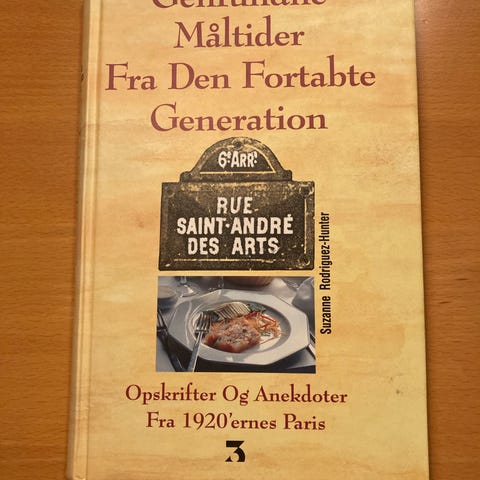 Genfundne
Måltider
Fra Den Fortabte
Generation
6e ARRt
RUE
SAINT-ANDRÉ
DES ARTS
Suzanne Rodriguez-Hunter
Opskrifter Og Anekdoter
Fra 1920'ernes Paris
3